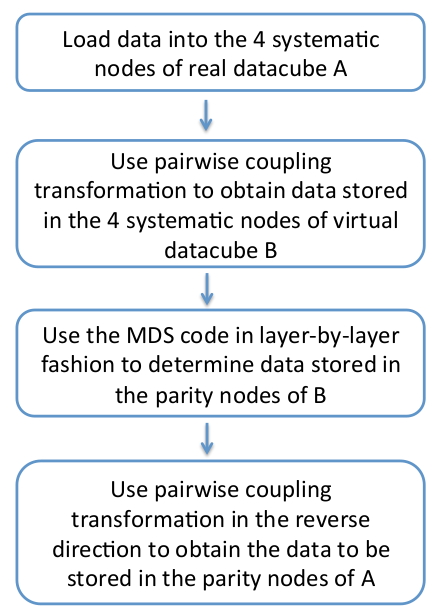 Load data into the 4 systematic
nodes of real datacube A
Use pairwise coupling
transformation to obtain data stored
in the 4 systematic nodes of virtual
datacube B
Use the MDS code in layer-by-layer
fashion to determine data stored in
the parity nodes of B
Use pairwise coupling
transformation in the reverse
direction to obtain the data to be
stored in the parity nodes of A